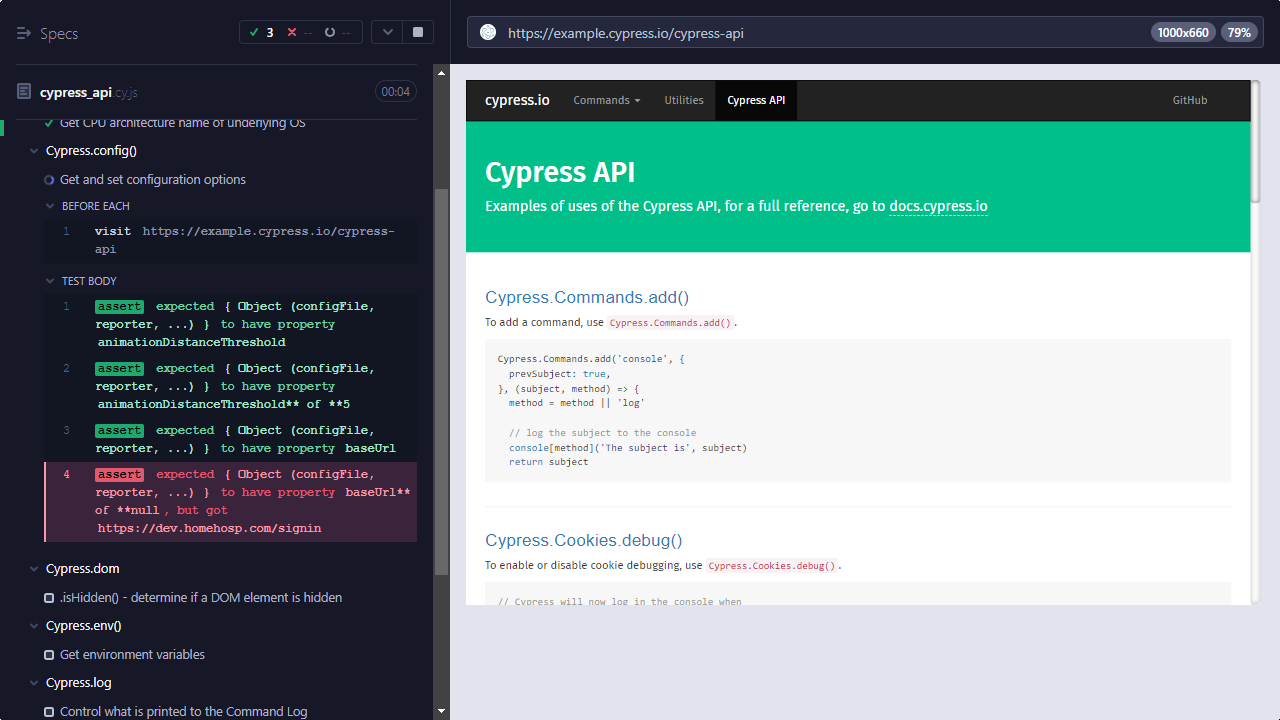 Specs
3 -- --
cypress_api.cy.js
00:04
Get CPU architecture name of underlying OS
Cypress.config()
Get and set configuration options
BEFORE EACH
1 visit https://example.cypress.io/cypress-
api
TEST BODY
1 assert expected { Object (configFile,
reporter, ...) } to have property
animationDistanceThreshold
2 assert expected { Object (configFile,
reporter, ...) } to have property
animationDistanceThreshold** of **5
3 assert expected { Object (configFile,
reporter, ...) } to have property baseUrl
4 assert expected { Object (configFile,
reporter, ...) } to have property baseUrl**
of **null , but got
https://dev.homehosp.com/signin
Cypress.dom
.isHidden() - determine if a DOM element is hidden
Cypress.env()
Get environment variables
Cypress.log
Control what is printed to the Command Log
https://example.cypress.io/cypress-api
1000x660 79%
cypress.io Commands Utilities Cypress API GitHub
Cypress API
Examples of uses of the Cypress API, for a full reference, go to docs.cypress.io
Cypress.Commands.add()
To add a command, use Cypress.Commands.add().
Cypress.Commands.add('console', {
prevSubject: true,
}, (subject, method) => {
method = method || 'log'
// log the subject to the console
console[method]('The subject is', subject)
return subject
Cypress.Cookies.debug()
To enable or disable cookie debugging, use Cypress.Cookies.debug().
// Cypress will now log in the console when